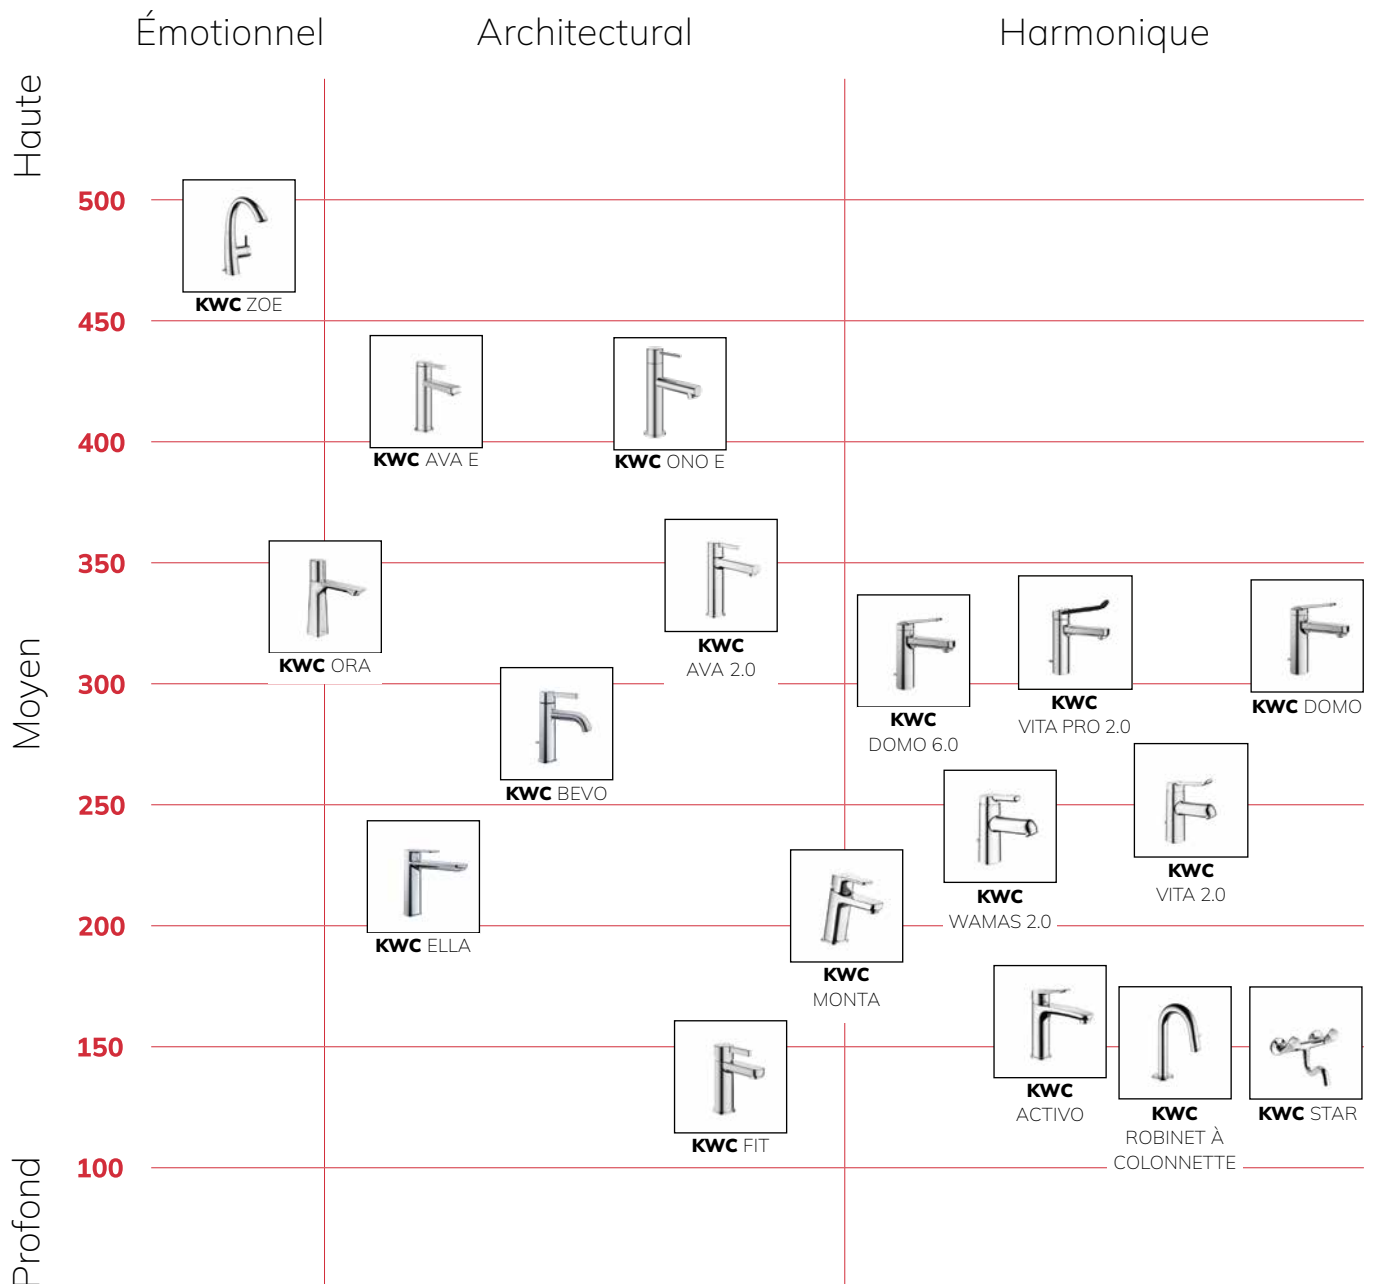 Émotionnel
Architectural
Harmonique
Haute
500
KWC ZOE
450
400
KWC AVA E
KWC ONO E
350
KWC
AVA 2.0
KWC ORA
Moyen
300
KWC
DOMO 6.0
KWC
VITA PRO 2.0
KWC DOMO
KWC BEVO
250
KWC
WAMAS 2.0
KWC
VITA 2.0
200
KWC ELLA
KWC
MONTA
150
KWC
ACTIVO
KWC
ROBINET À
COLONNETTE
KWC STAR
KWC FIT
100
Profond